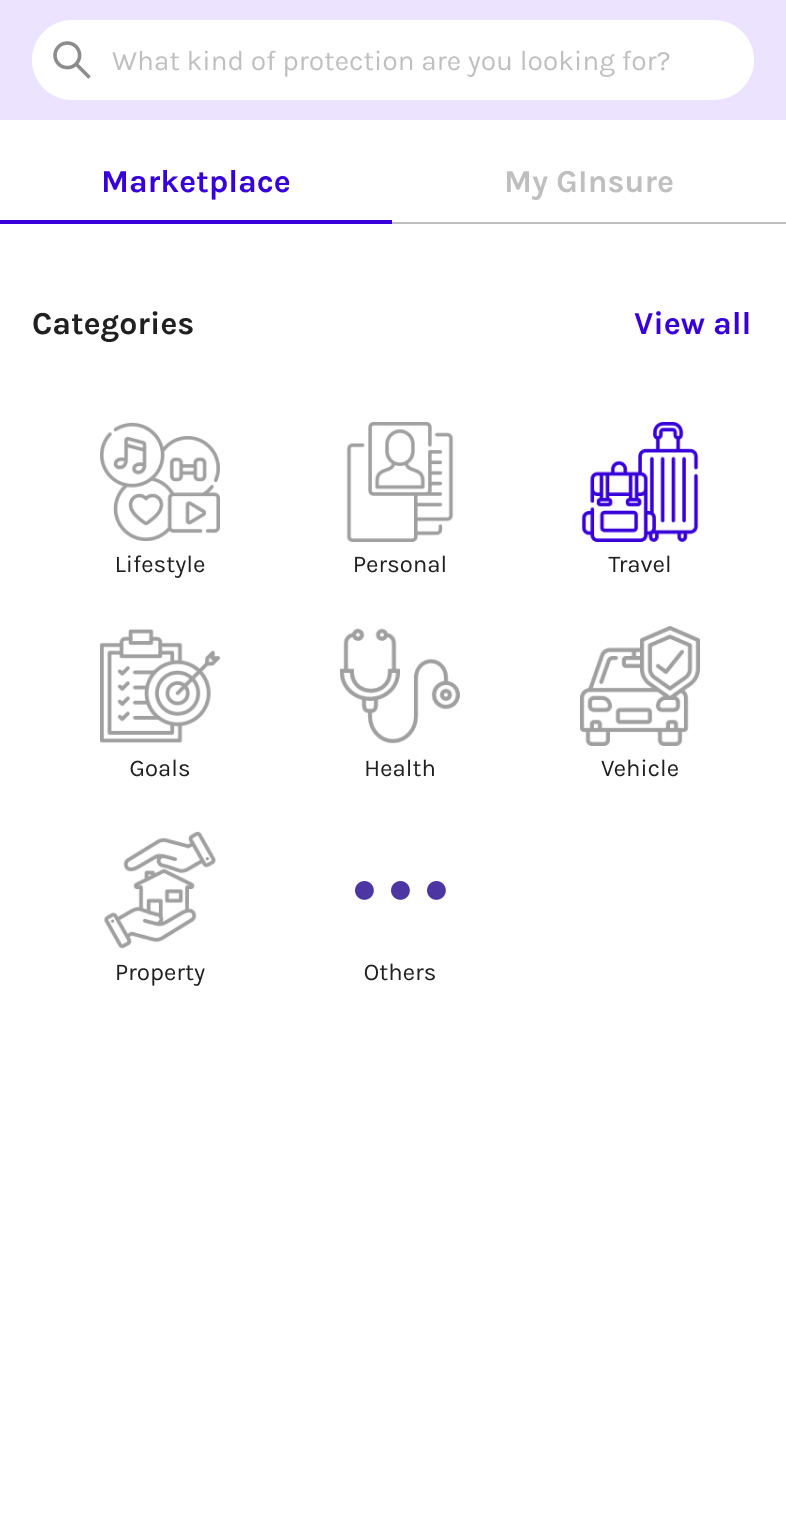 What kind of protection are you looking for?
Marketplace
My GInsure
Categories
View all
Lifestyle
Personal
Travel
Goals
Health
Vehicle
Property
Others